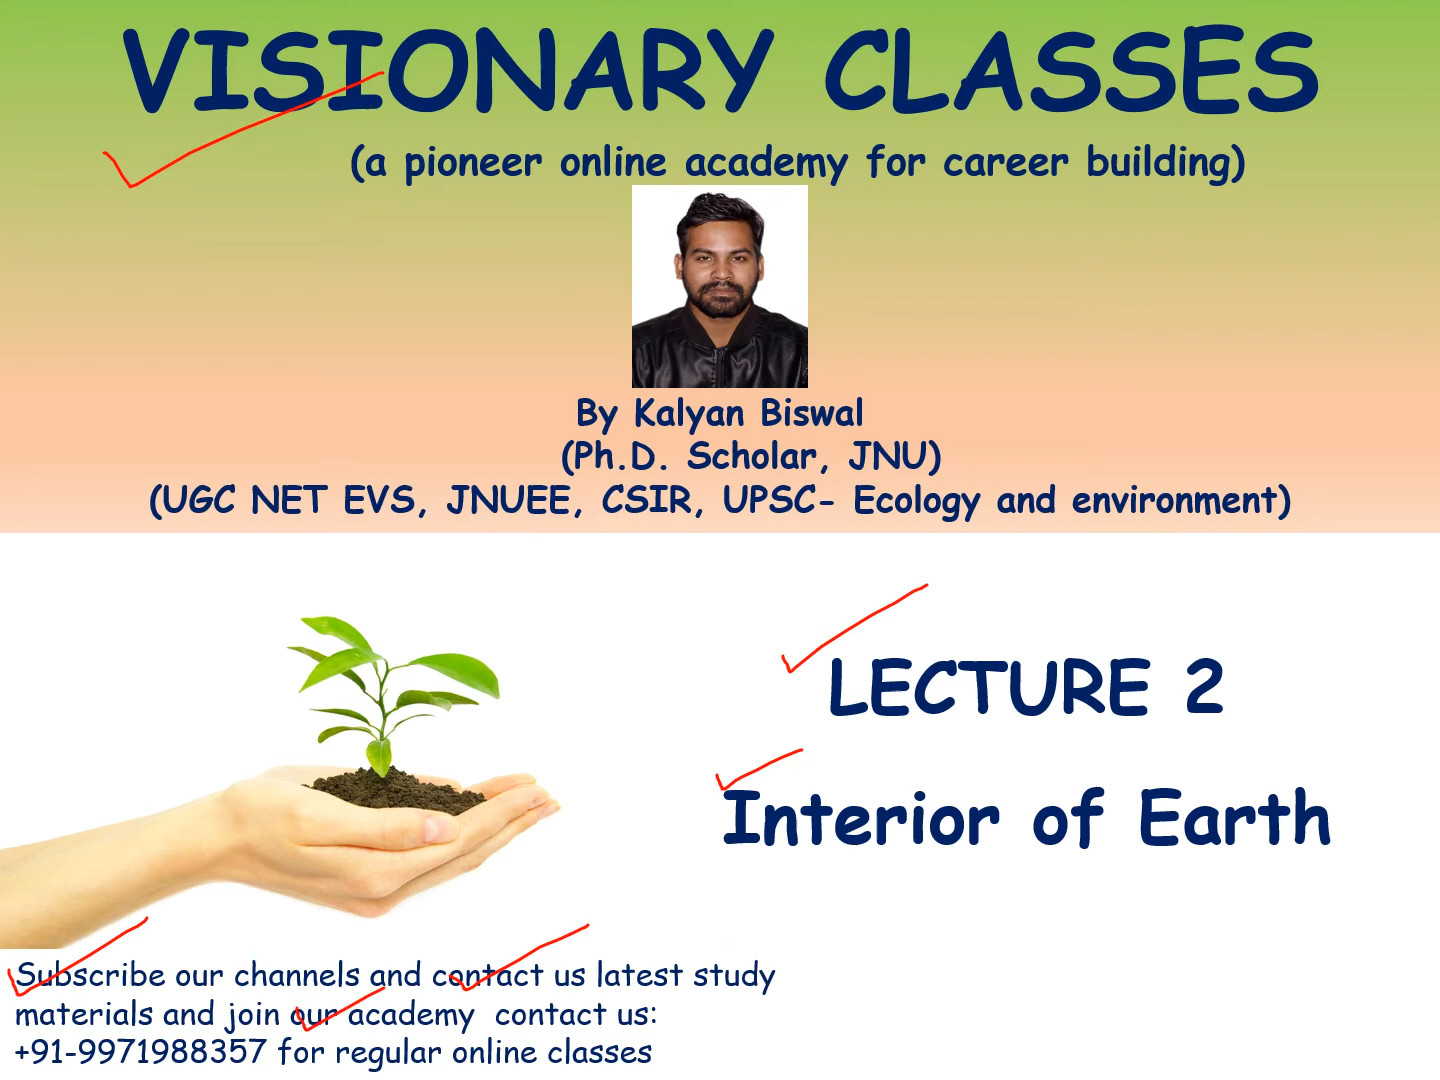 VISIONARY CLASSES
(a pioneer online academy for career building)
By Kalyan Biswal
(Ph.D. Scholar, JNU)
(UGC NET EVS, JNUEE, CSIR, UPSC- Ecology and environment)
LECTURE 2
Interior of Earth
Subscribe our channels and contact us latest study
materials and join our academy contact us:
+91-9971988357 for regular online classes